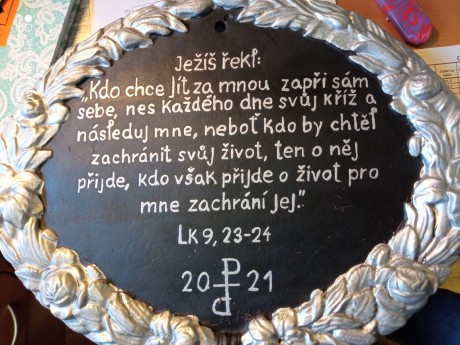 Ježíš řekl:
„Kdo chce jít za mnou zapři sám
sebe, nes každého dne svůj kříž a
následuj mne, neboť kdo by chtěl
zachránit svůj život, ten o něj
přijde, kdo však přijde o život pro
mne zachrání jej."
Lk 9, 23-24
20 21